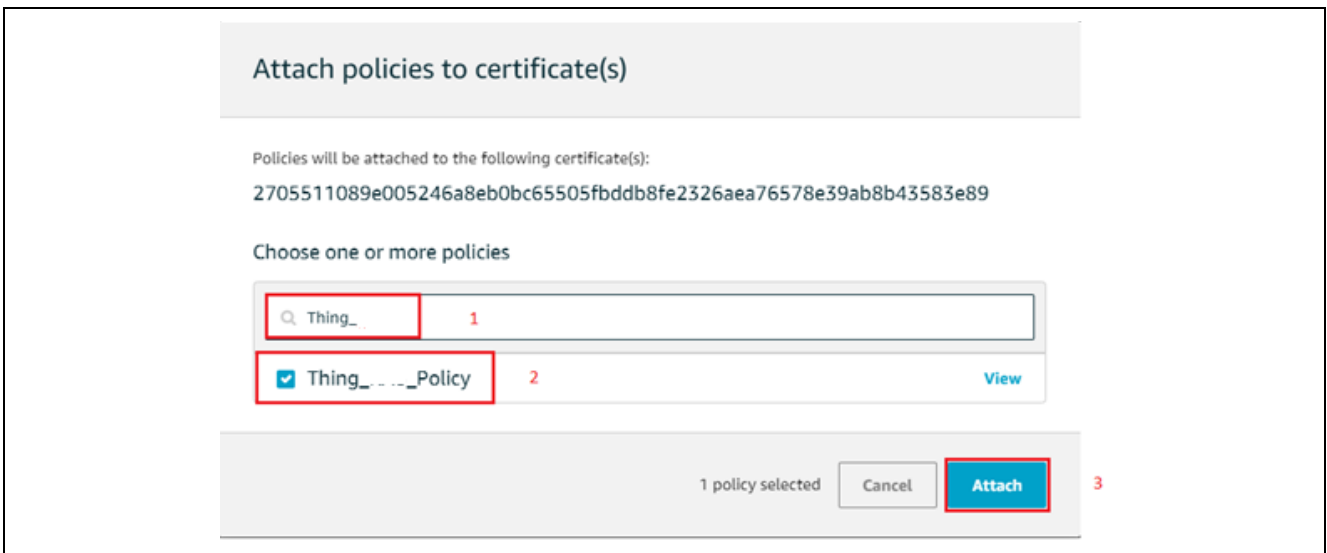 Attach policies to certificate(s)
Policies will be attached to the following certificate(s):
2705511089e005246a8eb0bc65505fbddb8fe2326aea76578e39ab8b43583e89
Choose one or more policies
Thing_ 1
Thing_ _Policy 2 View
1 policy selected Cancel Attach 3